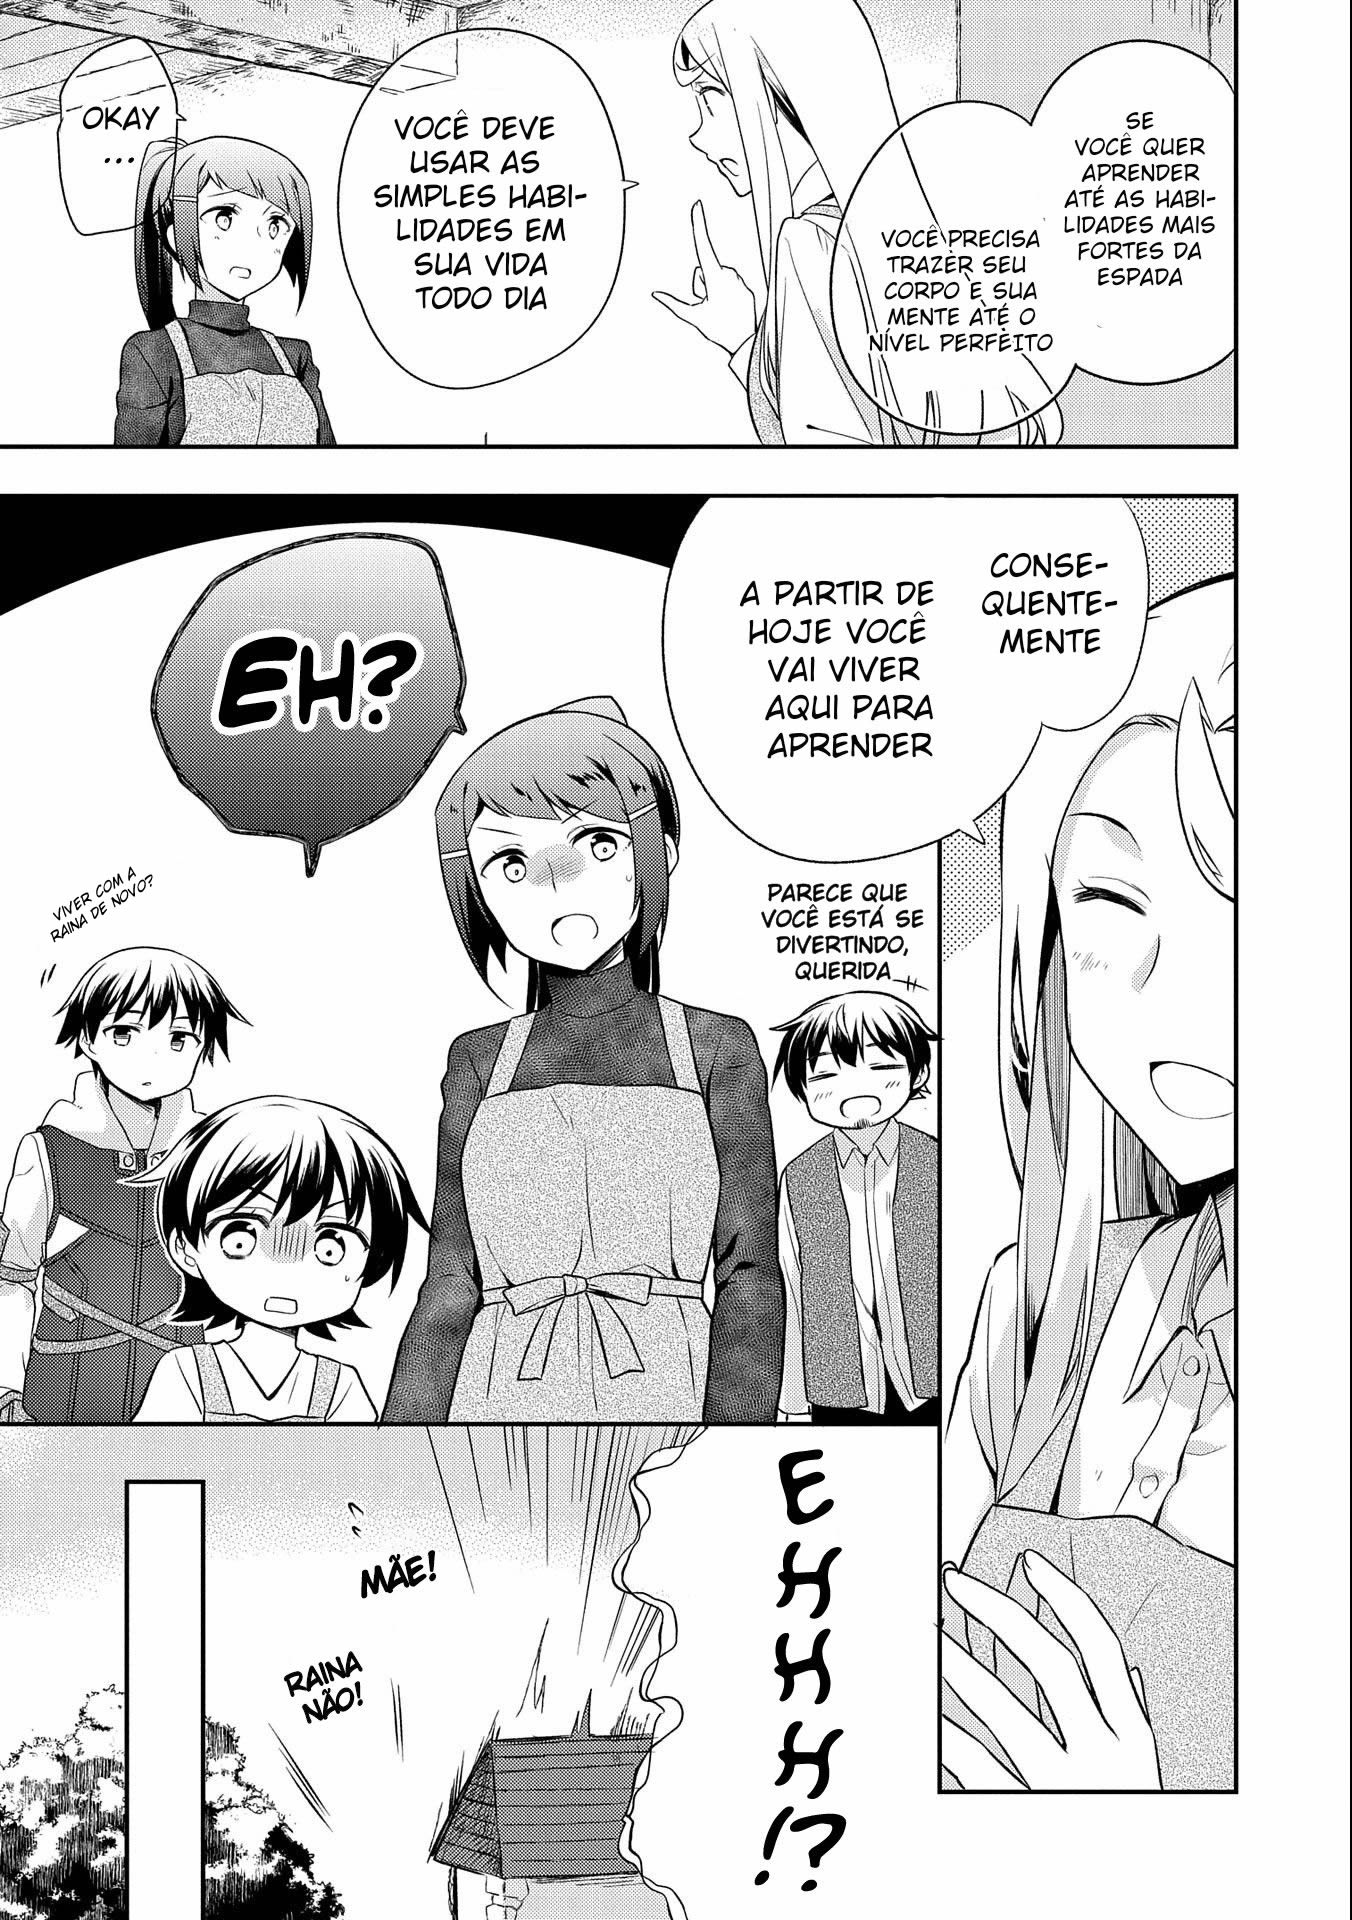 SE
VOCÊ QUER
APRENDER
ATÉ AS HABI-
LIDADES MAIS
FORTES DA
ESPADA
VOCÊ PRECISA
TRAZER SEU
CORPO E SUA
MENTE ATÉ O
NÍVEL PERFEITO
VOCÊ DEVE
USAR AS
SIMPLES HABI-
LIDADES EM
SUA VIDA
TODO DIA
OKAY
...
CONSE-
QUENTE-
MENTE
A PARTIR DE
HOJE VOCÊ
VAI VIVER
AQUI PARA
APRENDER
EH?
PARECE QUE
VOCÊ ESTÁ SE
DIVERTINDO,
QUERIDA
VIVER COM A
RAINA DE NOVO?
EHHHH!?
MÃE!
RAINA
NÃO!